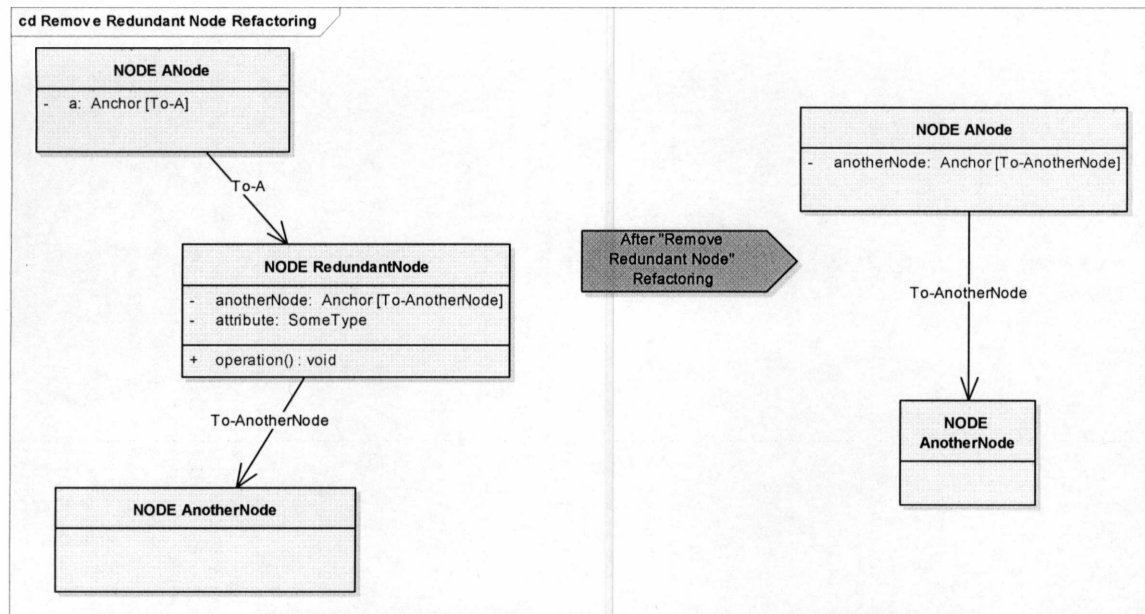 cd Remove Redundant Node Refactoring
NODE ANode
- a: Anchor [To-A]
To-A
NODE RedundantNode
- anotherNode: Anchor [To-AnotherNode]
- attribute: SomeType
+ operation() : void
To-AnotherNode
NODE AnotherNode
After "Remove
Redundant Node"
Refactoring
NODE ANode
- anotherNode: Anchor [To-AnotherNode]
To-AnotherNode
NODE
AnotherNode